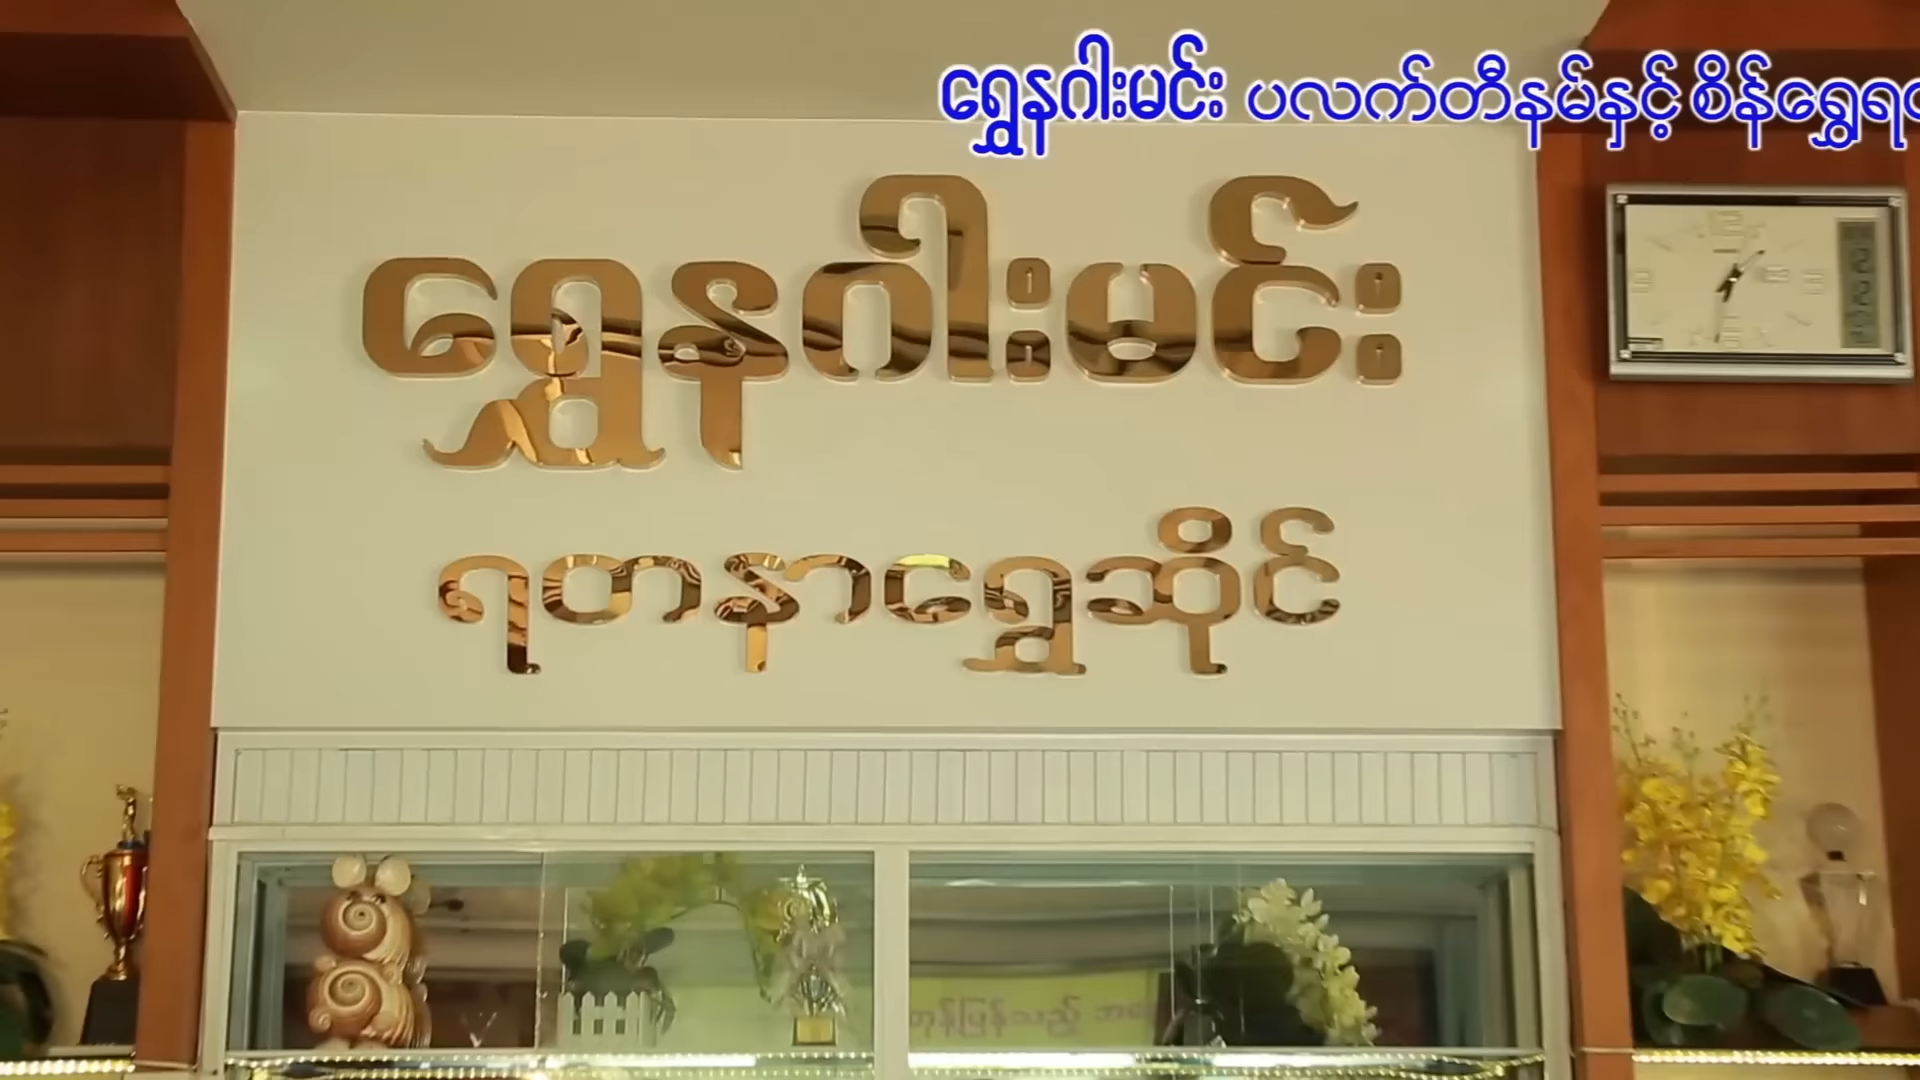 ရွှေနဂါးမင်း ပလက်တီနမ်နှင့် စိန်ရွှေရတ
ရွှေနဂါးမင်း
ရတနာရွှေဆိုင်